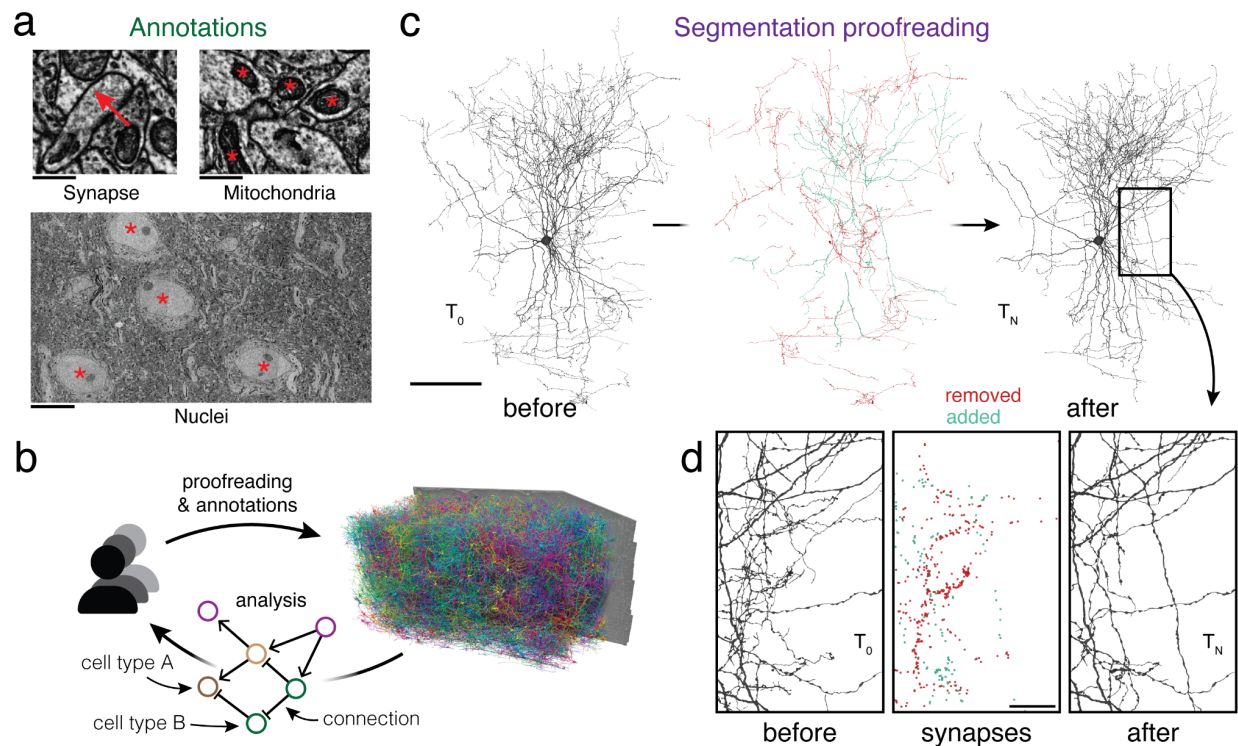 a
Annotations
Synapse
Mitochondria
*
*
*
*
Nuclei
*
*
*
*
b
proofreading
& annotations
analysis
cell type A
cell type B
connection
c
Segmentation proofreading
T0
TN
before
removed
added
after
d
T0
TN
before
synapses
after